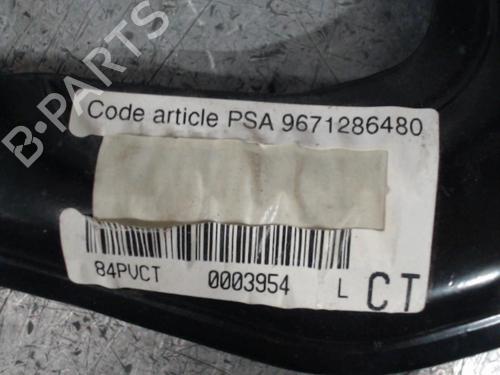 B-PARTS
Code article PSA 9671286480
84PVCT 0003954 L CT